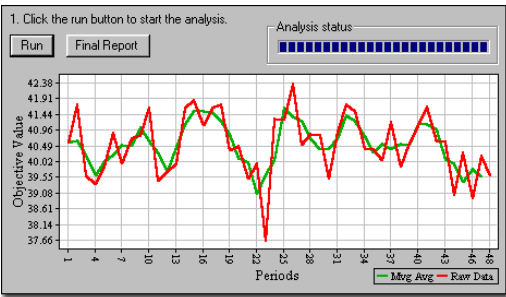 1. Click the run button to start the analysis.
Run
Final Report
Analysis status
Objective Value
42.38
41.91
41.44
40.96
40.49
40.02
39.55
39.08
38.61
38.14
37.66
1 4 7 10 13 16 19 22 25 28 31 34 37 40 43 46 48
Periods
Mvg Avg Raw Data